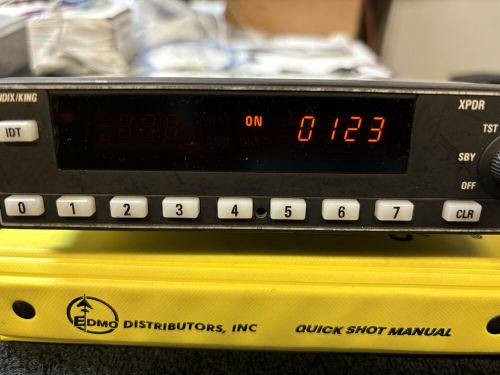 NDIX/KING
XPDR
TST
IDT
ON
0123
SBY
OFF
0 1 2 3 4 5 6 7 CLR
EDMO DISTRIBUTORS, INC
QUICK SHOT MANUAL